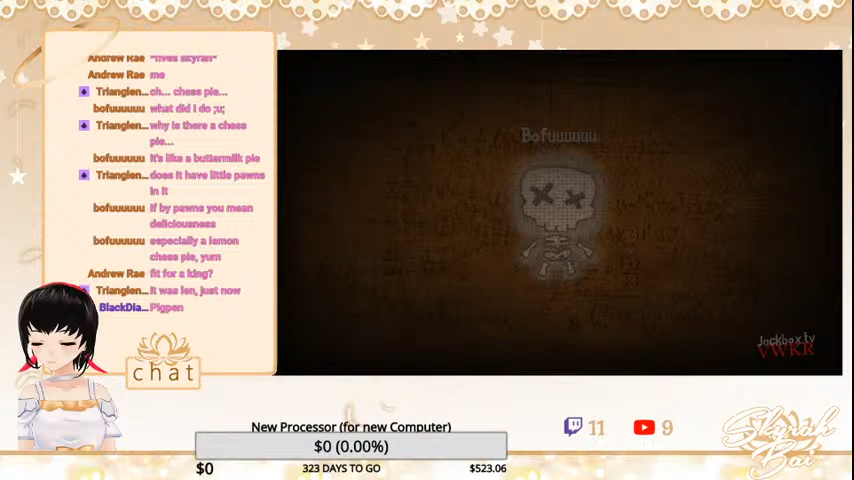 Andrew Rae *hives skyrah*
Andrew Rae me
Trianglen... ch... chess pie...
bofuuuuuu what did I do ;u;
Trianglen... why is there a chess
pie...
bofuuuuuu it's like a buttermilk pie
Trianglen... does it have little pawns
in it
bofuuuuuu if by pawns you mean
deliciousness
bofuuuuuu especially a lemon
chess pie, yum
Andrew Rae fit for a king?
Trianglen... it was len, just now
BlackDia... Pigpen
chat
Bofuuuuuu
Jackbox.tv
VWKR
New Processor (for new Computer)
$0 (0.00%)
$0
323 DAYS TO GO
$523.06
11
9
Skyrah
Bai